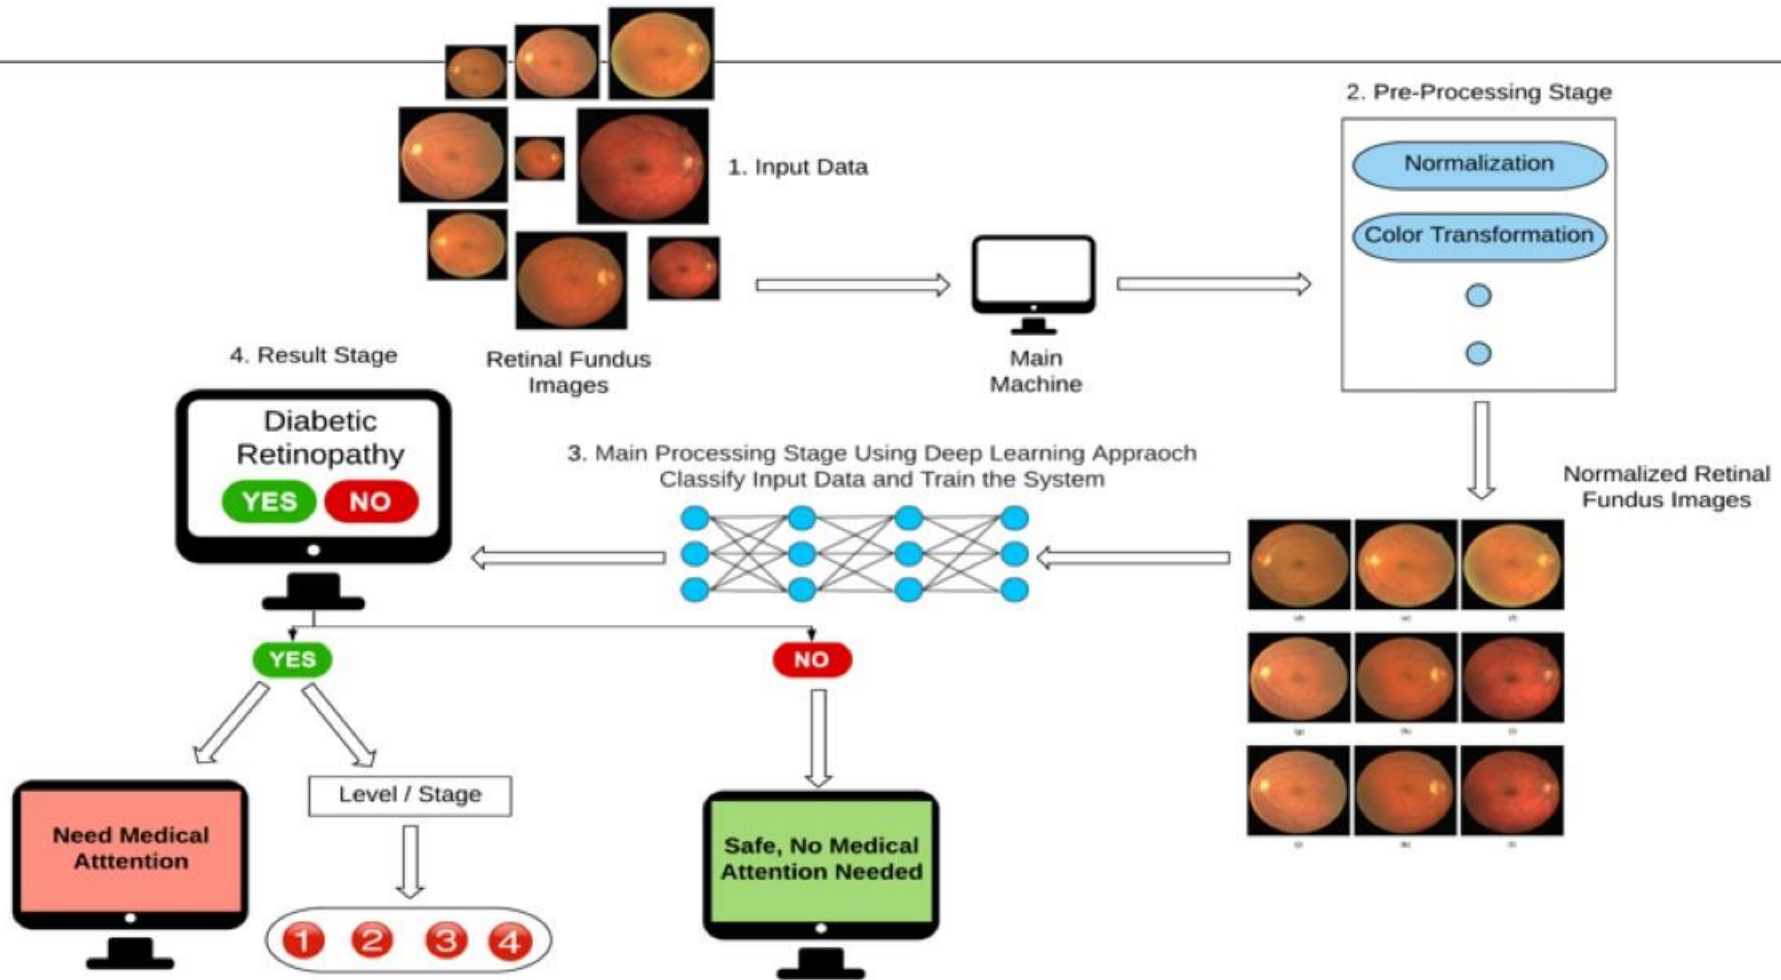 1. Input Data
Retinal Fundus
Images
Main
Machine
2. Pre-Processing Stage
Normalization
Color Transformation
Normalized Retinal
Fundus Images
(d)
(e)
(f)
(g)
(h)
(i)
(j)
(k)
(l)
3. Main Processing Stage Using Deep Learning Appraoch
Classify Input Data and Train the System
4. Result Stage
Diabetic
Retinopathy
YES NO
YES
NO
Need Medical
Atttention
Level / Stage
1 2 3 4
Safe, No Medical
Attention Needed